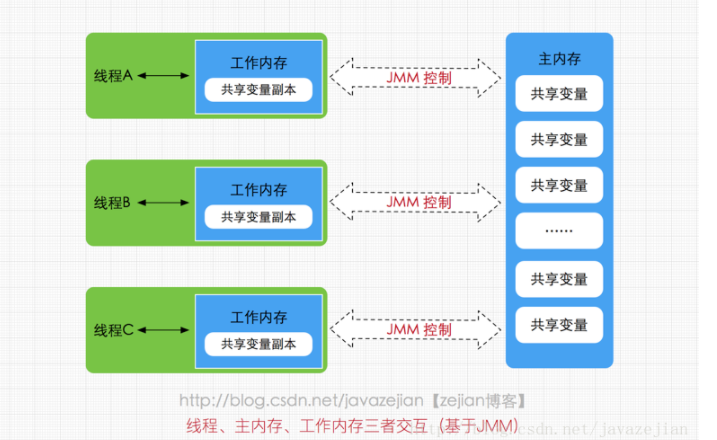 线程A
工作内存
共享变量副本
JMM 控制
线程B
工作内存
共享变量副本
JMM 控制
线程C
工作内存
共享变量副本
JMM 控制
主内存
共享变量
共享变量
共享变量
······
共享变量
共享变量
http://blog.csdn.net/javazejian【zejian博客】
线程、主内存、工作内存三者交互（基于JMM）
https://blog.csdn.net/javazejian